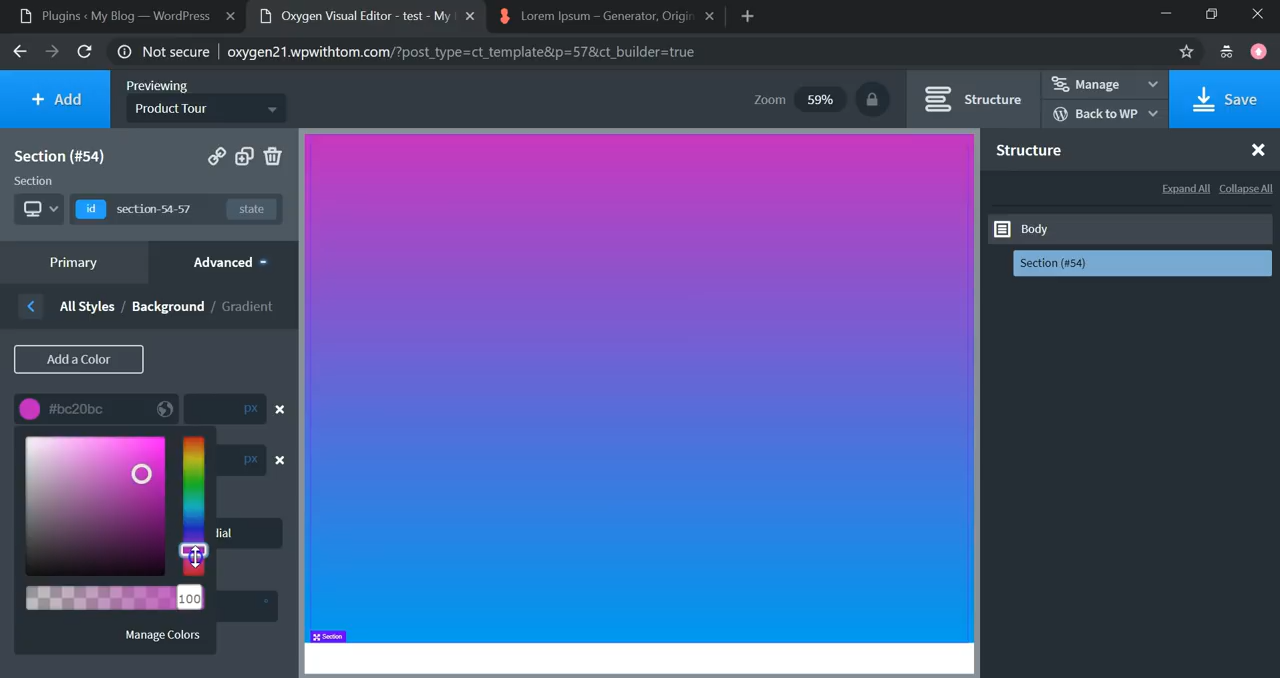 Plugins ‹ My Blog — WordPress
Oxygen Visual Editor - test - My
Lorem Ipsum – Generator, Origin
Not secure
oxygen21.wpwithtom.com/?post_type=ct_template&p=57&ct_builder=true
+ Add
Previewing
Product Tour
Zoom
59%
Structure
Manage
Back to WP
Save
Section (#54)
Section
id
section-54-57
state
Primary
Advanced
All Styles / Background / Gradient
Add a Color
#bc20bc
px
px
dial
100
°
Manage Colors
Section
Structure
Expand All
Collapse All
Body
Section (#54)